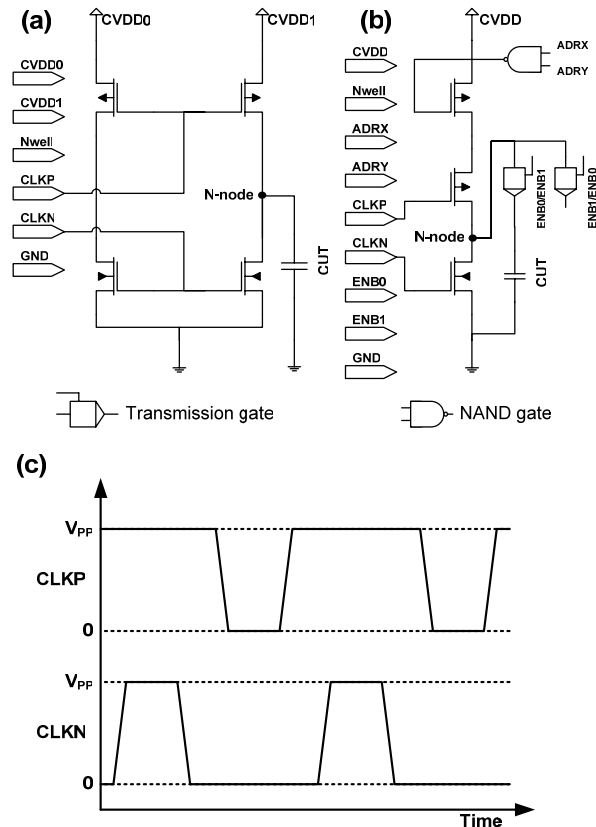 (a)
CVDD0
CVDD1
CVDD0
CVDD1
Nwell
CLKP
CLKN
GND
N-node
CUT
(b)
CVDD
CVDD
Nwell
ADRX
ADRY
CLKP
CLKN
ENB0
ENB1
GND
ADRX
ADRY
N-node
ENB0/ENB1
ENB1/ENB0
CUT
Transmission gate
NAND gate
(c)
VPP
CLKP
0
VPP
CLKN
0
Time